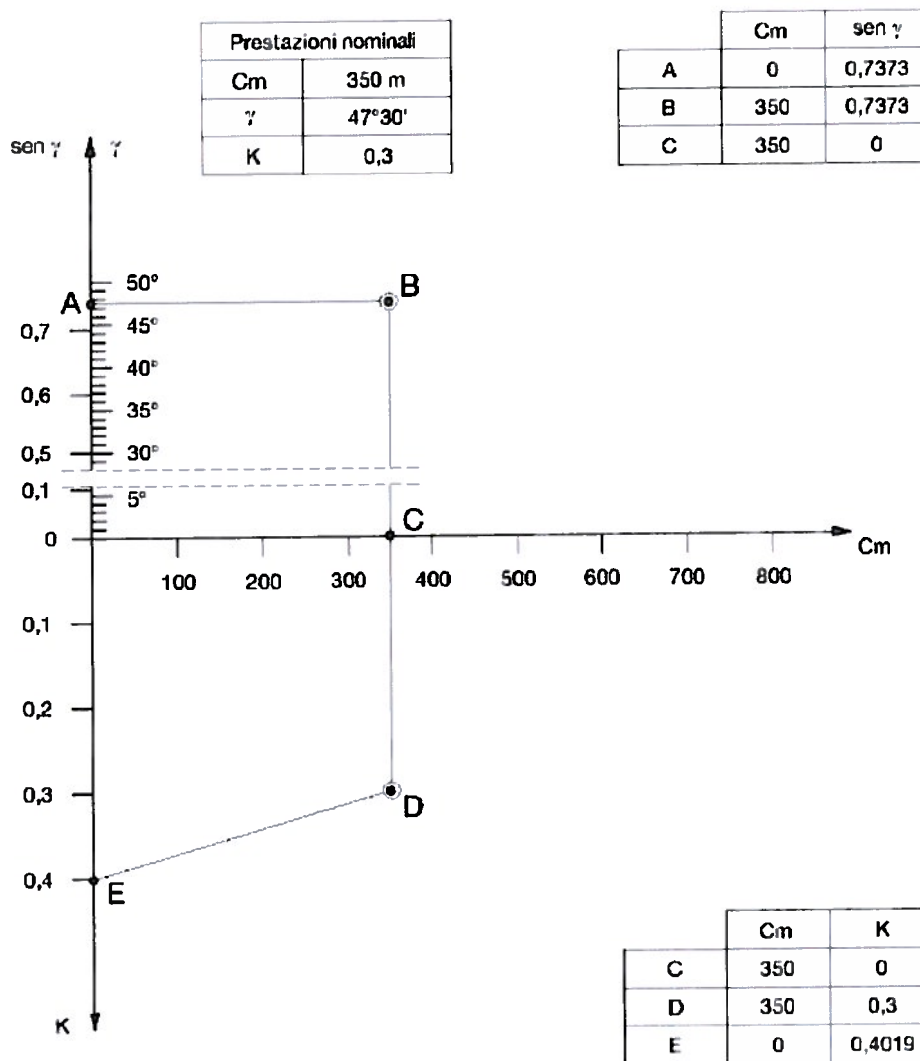 Prestazioni nominali
Cm 350 m
γ 47°30'
K 0,3
Cm sen γ
A 0 0,7373
B 350 0,7373
C 350 0
sen γ γ
50°
A B
0,7 45°
40°
0,6 35°
0,5 30°
0,1 5°
C
0 Cm
100 200 300 400 500 600 700 800
0,1
0,2
0,3
D
0,4 E
K
Cm K
C 350 0
D 350 0,3
E 0 0,4019